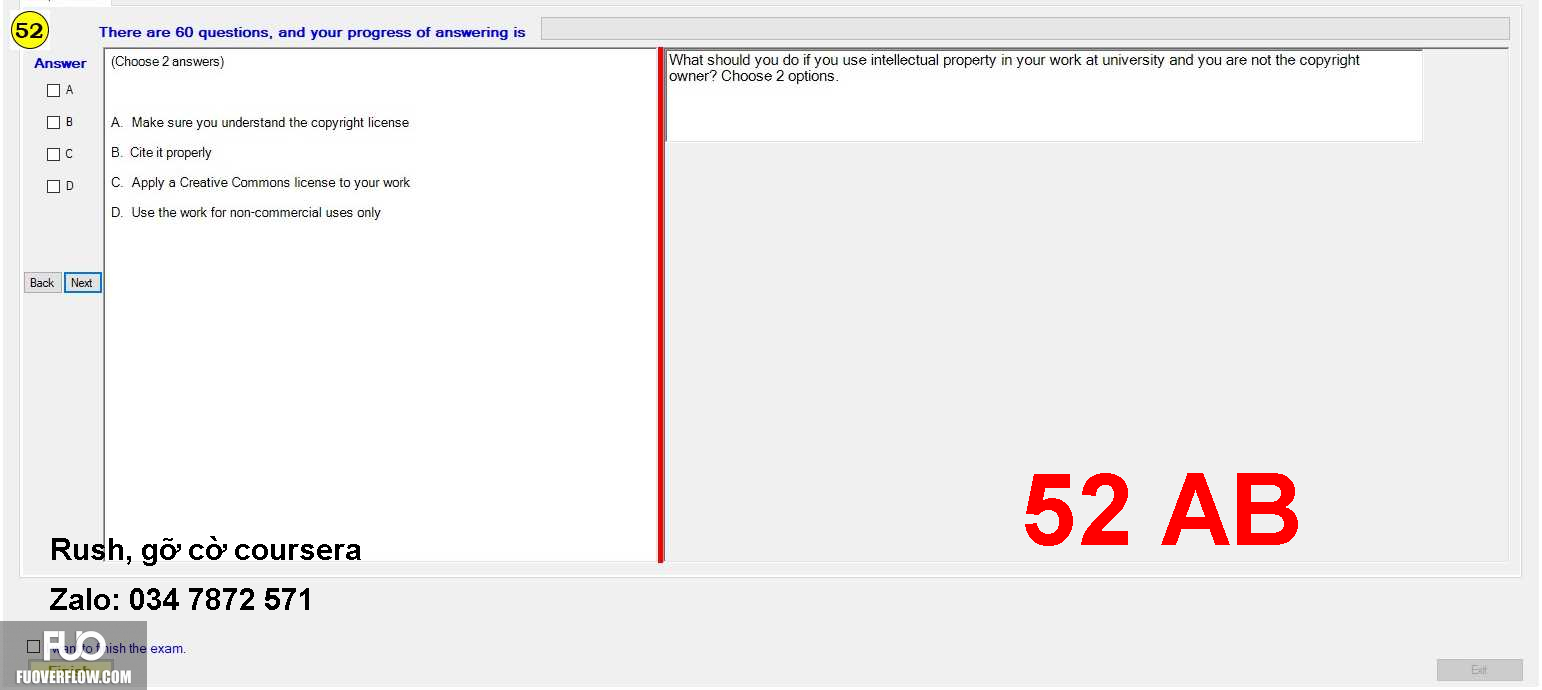 52
There are 60 questions, and your progress of answering is
Answer
A
B
C
D
Back Next
(Choose 2 answers)
A. Make sure you understand the copyright license
B. Cite it properly
C. Apply a Creative Commons license to your work
D. Use the work for non-commercial uses only
What should you do if you use intellectual property in your work at university and you are not the copyright
owner? Choose 2 options.
52 AB
Rush, gỡ cờ coursera
Zalo: 034 7872 571
to finish the exam.
Finish
FUO
FUOVERFLOW.COM
Exit